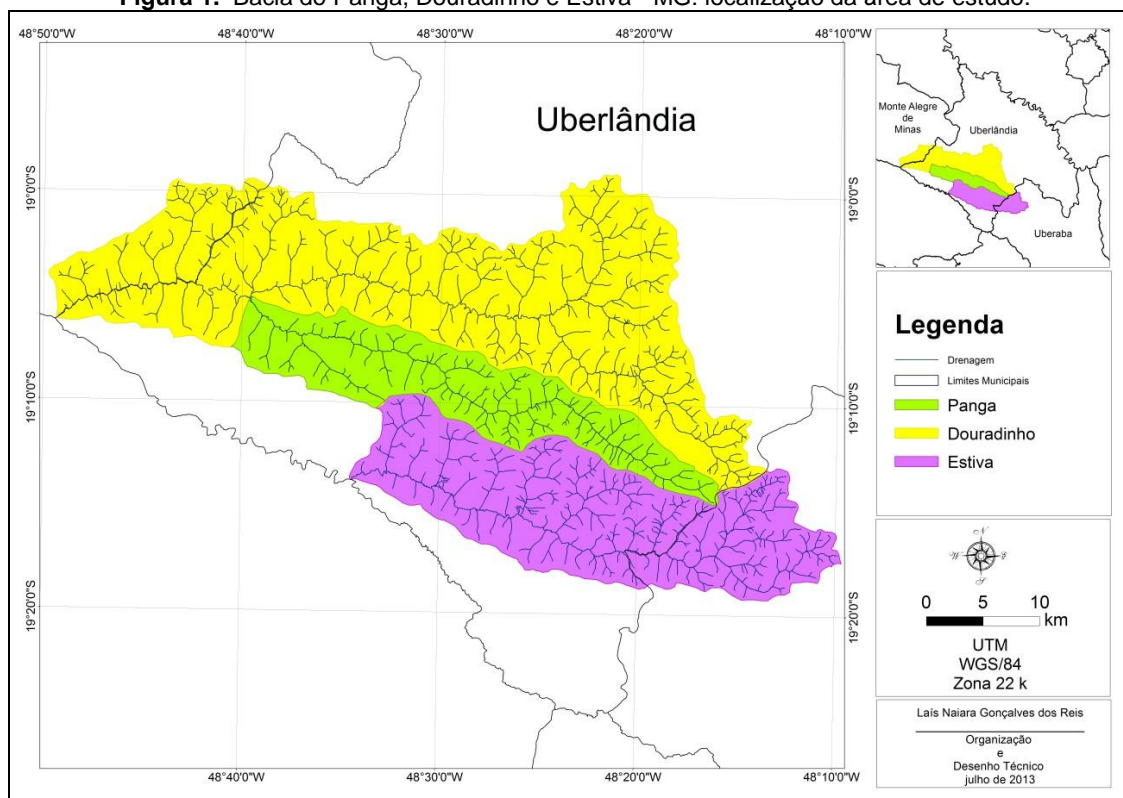 Figura 1. Bacia do Panga, Douradinho e Estiva - MG: localização da área de estudo.
48°50'0"W 48°40'0"W 48°30'0"W 48°20'0"W 48°10'0"W
Uberlândia
19°0'0"S
19°0'0"S
19°10'0"S
19°10'0"S
19°20'0"S
19°20'0"S
48°40'0"W 48°30'0"W 48°20'0"W 48°10'0"W
Monte Alegre
de
Minas
Uberlândia
Uberaba
Legenda
Drenagem
Limites Municipais
Panga
Douradinho
Estiva
N
W E
S
0 5 10
km
UTM
WGS/84
Zona 22 k
Laís Naiara Gonçalves dos Reis
Organização
e
Desenho Técnico
julho de 2013